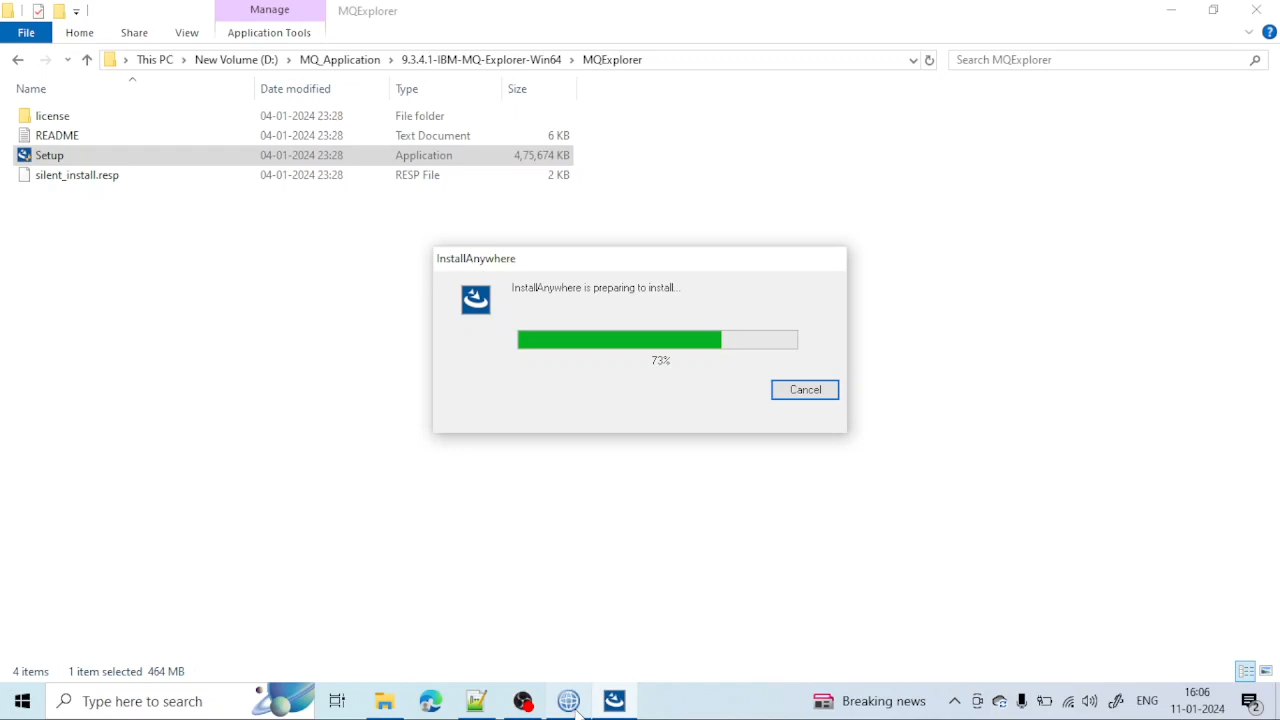 Manage
MQExplorer
File
Home
Share
View
Application Tools
This PC
New Volume (D:)
MQ_Application
9.3.4.1-IBM-MQ-Explorer-Win64
MQExplorer
Search MQExplorer
Name
Date modified
Type
Size
license
04-01-2024 23:28
File folder
README
04-01-2024 23:28
Text Document
6 KB
Setup
04-01-2024 23:28
Application
4,75,674 KB
silent_install.resp
04-01-2024 23:28
RESP File
2 KB
InstallAnywhere
InstallAnywhere is preparing to install...
73%
Cancel
4 items
1 item selected 464 MB
Type here to search
Breaking news
ENG
16:06
11-01-2024
2